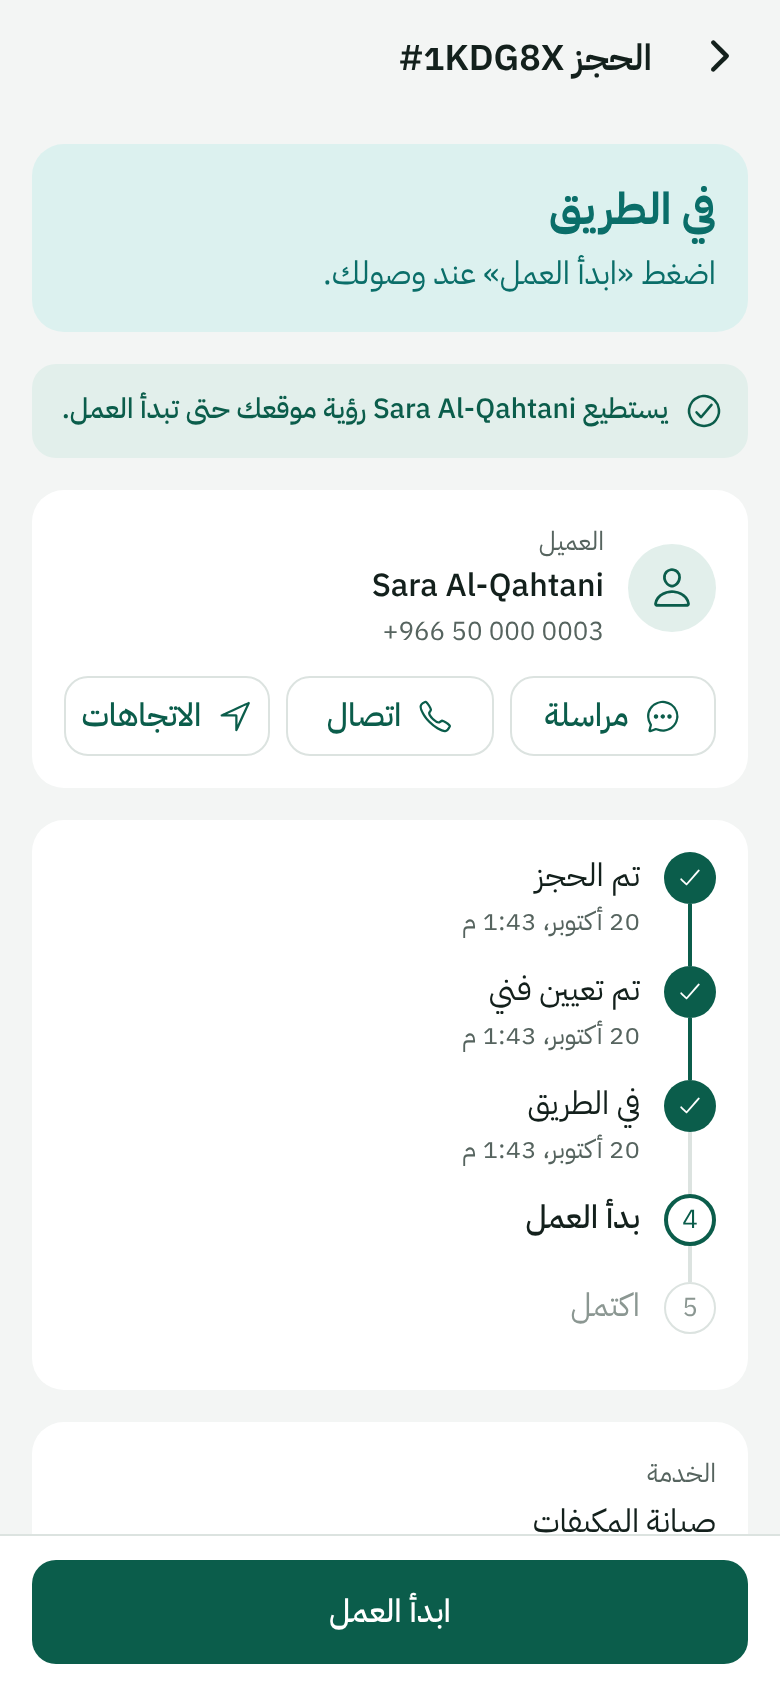 الحجز 1KDG8X#
في الطريق
اضغط «ابدأ العمل» عند وصولك.
يستطيع Sara Al-Qahtani رؤية موقعك حتى تبدأ العمل.
العميل
Sara Al-Qahtani
+966 50 000 0003
مراسلة
اتصال
الاتجاهات
تم الحجز
20 أكتوبر، 1:43 م
تم تعيين فني
20 أكتوبر، 1:43 م
في الطريق
20 أكتوبر، 1:43 م
4 بدأ العمل
5 اكتمل
الخدمة
صيانة المكيفات
ابدأ العمل